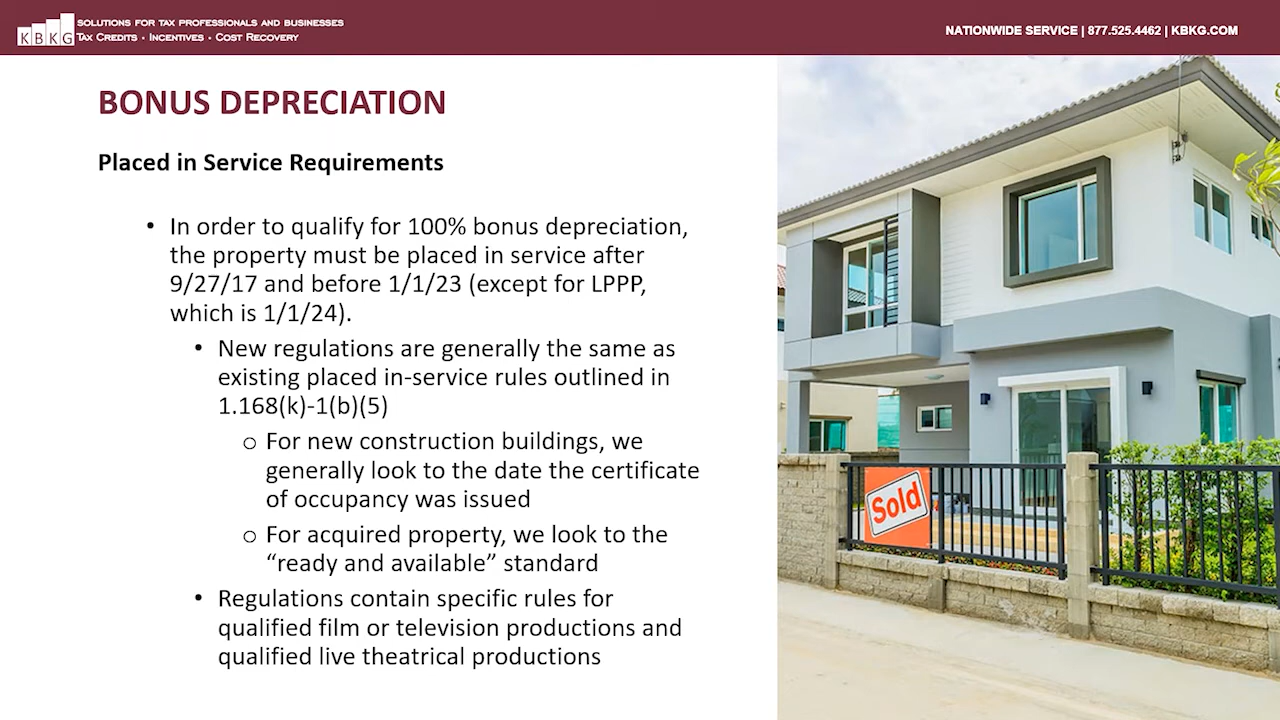 KBKG
SOLUTIONS FOR TAX PROFESSIONALS AND BUSINESSES
TAX CREDITS • INCENTIVES • COST RECOVERY
NATIONWIDE SERVICE | 877.525.4462 | KBKG.COM
BONUS DEPRECIATION
Placed in Service Requirements
• In order to qualify for 100% bonus depreciation,
the property must be placed in service after
9/27/17 and before 1/1/23 (except for LPPP,
which is 1/1/24).
• New regulations are generally the same as
existing placed in-service rules outlined in
1.168(k)-1(b)(5)
o For new construction buildings, we
generally look to the date the certificate
of occupancy was issued
o For acquired property, we look to the
“ready and available” standard
• Regulations contain specific rules for
qualified film or television productions and
qualified live theatrical productions
Sold